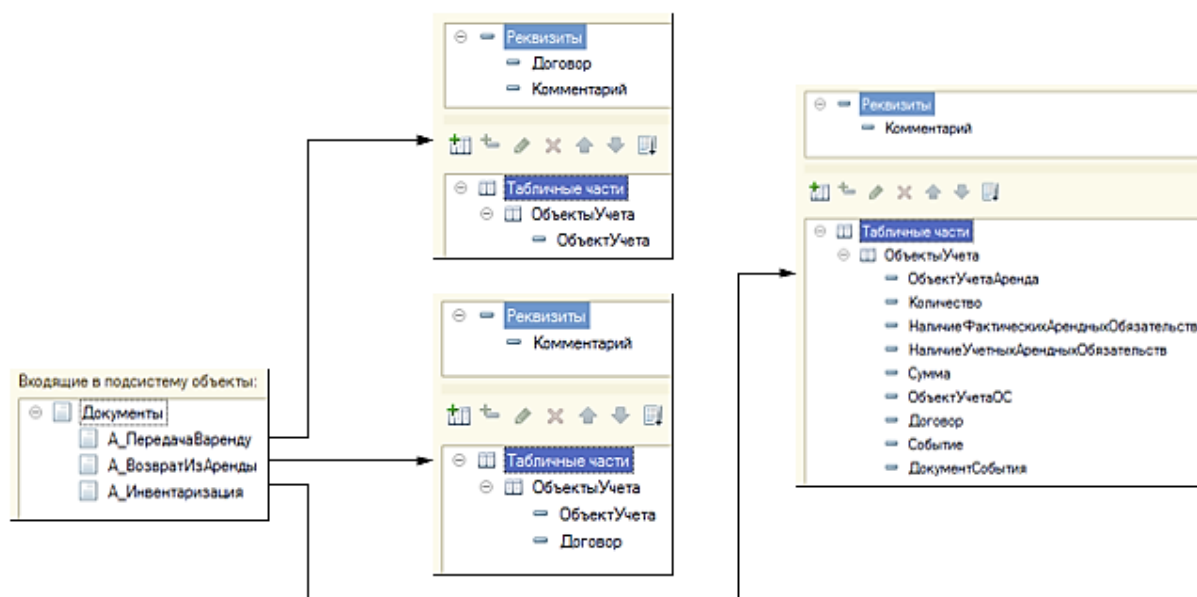 Реквизиты
Договор
Комментарий
Табличные части
ОбъектыУчета
ОбъектУчета
Реквизиты
Комментарий
Табличные части
ОбъектыУчета
ОбъектУчета
Договор
Входящие в подсистему объекты:
Документы
А_ПередачаВаренду
А_ВозвратИзАренды
А_Инвентаризация
Реквизиты
Комментарий
Табличные части
ОбъектыУчета
ОбъектУчетаАренда
Количество
НаличиеФактическихАрендныхОбязательств
НаличиеУчетныхАрендныхОбязательств
Сумма
ОбъектУчетаОС
Договор
Событие
ДокументСобытия